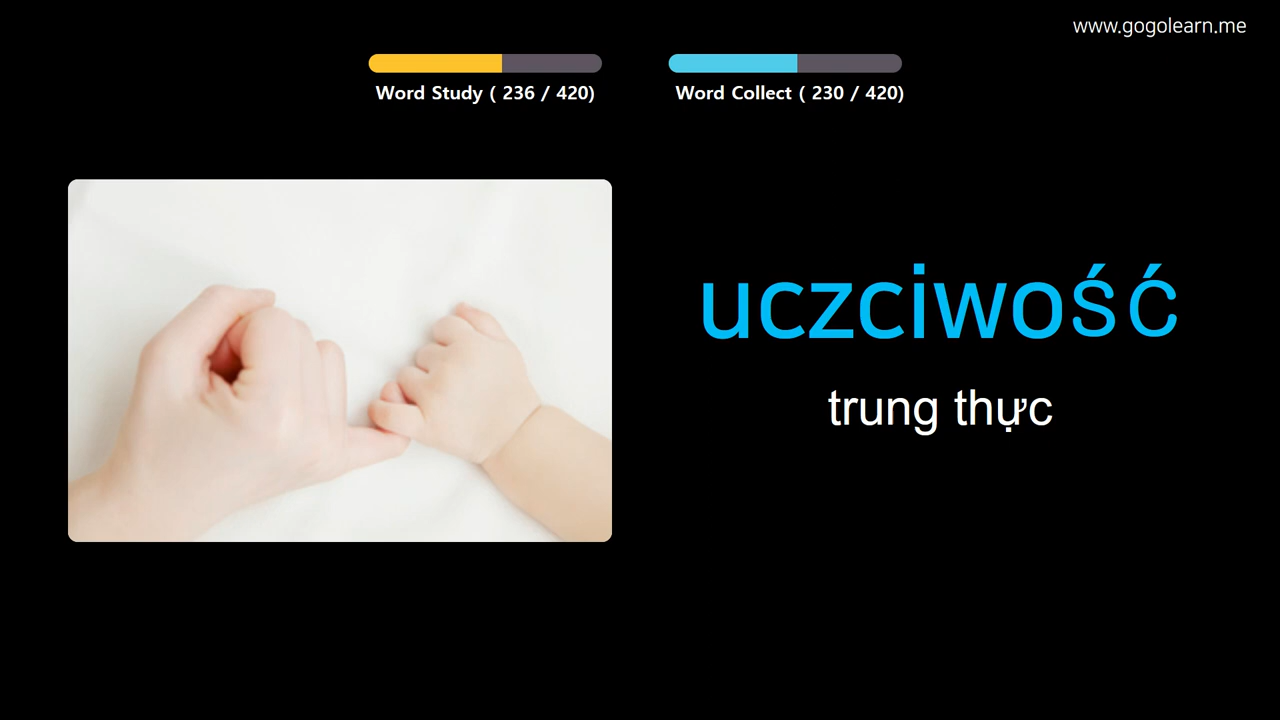 www.gogolearn.me
Word Study ( 236 / 420)
Word Collect ( 230 / 420)
uczciwość
trung thực